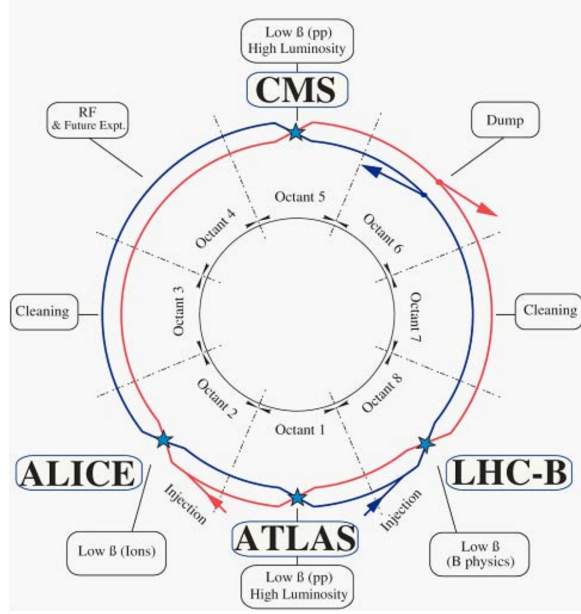 Low ß (pp)
High Luminosity
CMS
RF
& Future Expt.
Dump
Octant 5
Octant 4
Octant 6
Cleaning
Octant 3
Octant 7
Cleaning
Octant 2
Octant 8
Octant 1
ALICE
LHC-B
Injection
Injection
ATLAS
Low ß (Ions)
Low ß
(B physics)
Low ß (pp)
High Luminosity